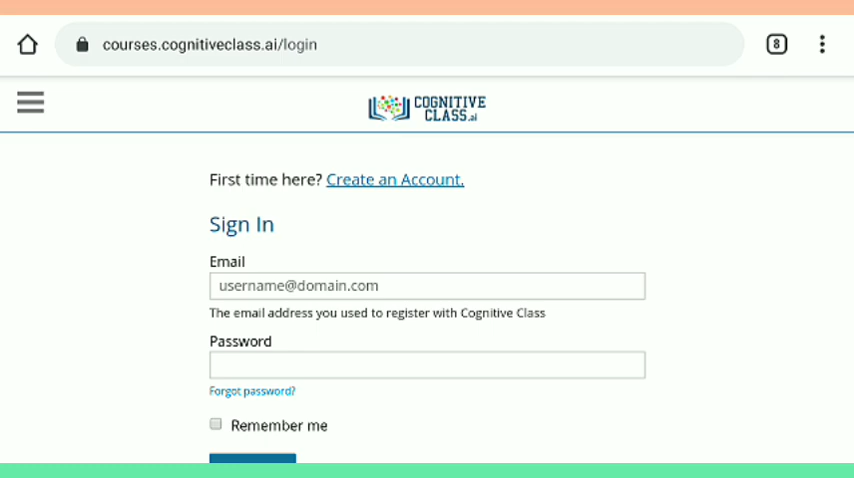 courses.cognitiveclass.ai/login
8
COGNITIVE
CLASS.ai
First time here? Create an Account.
Sign In
Email
username@domain.com
The email address you used to register with Cognitive Class
Password
Forgot password?
Remember me